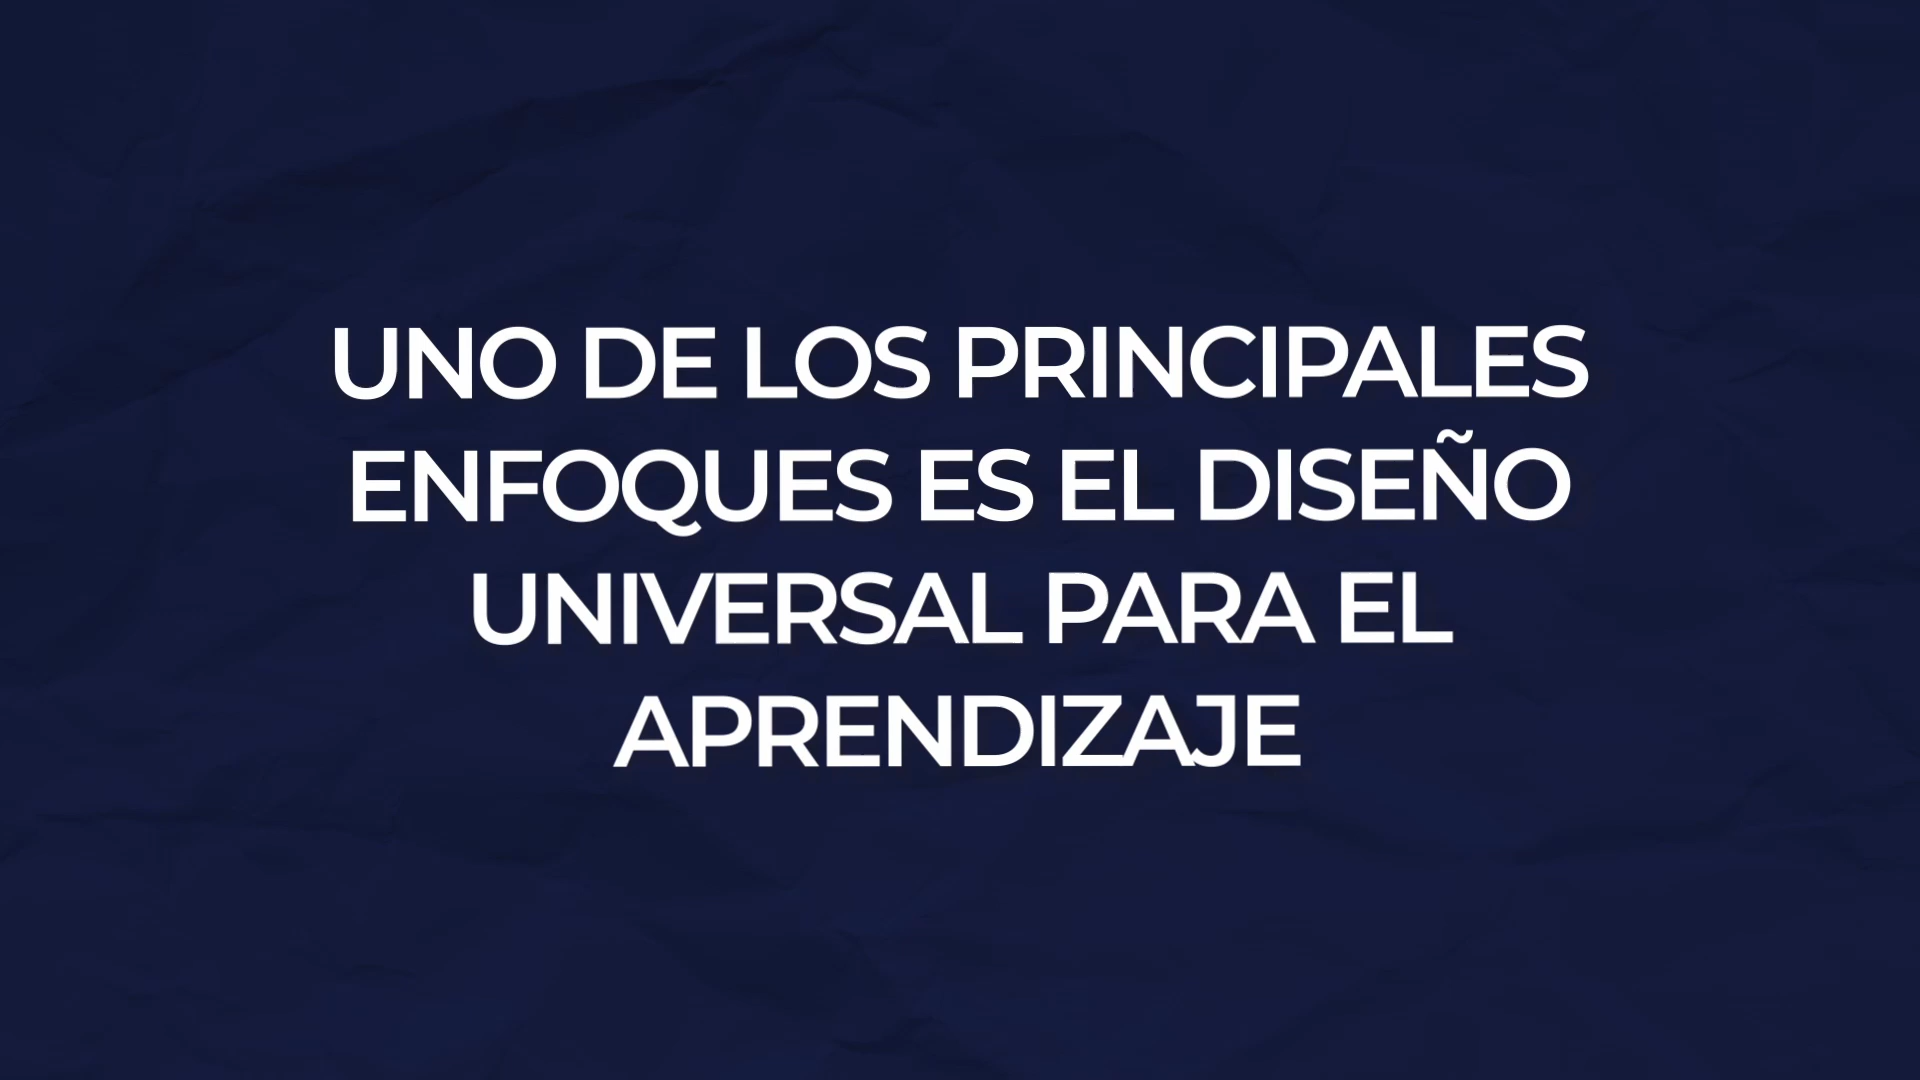 UNO DE LOS PRINCIPALES
ENFOQUES ES EL DISEÑO
UNIVERSAL PARA EL
APRENDIZAJE